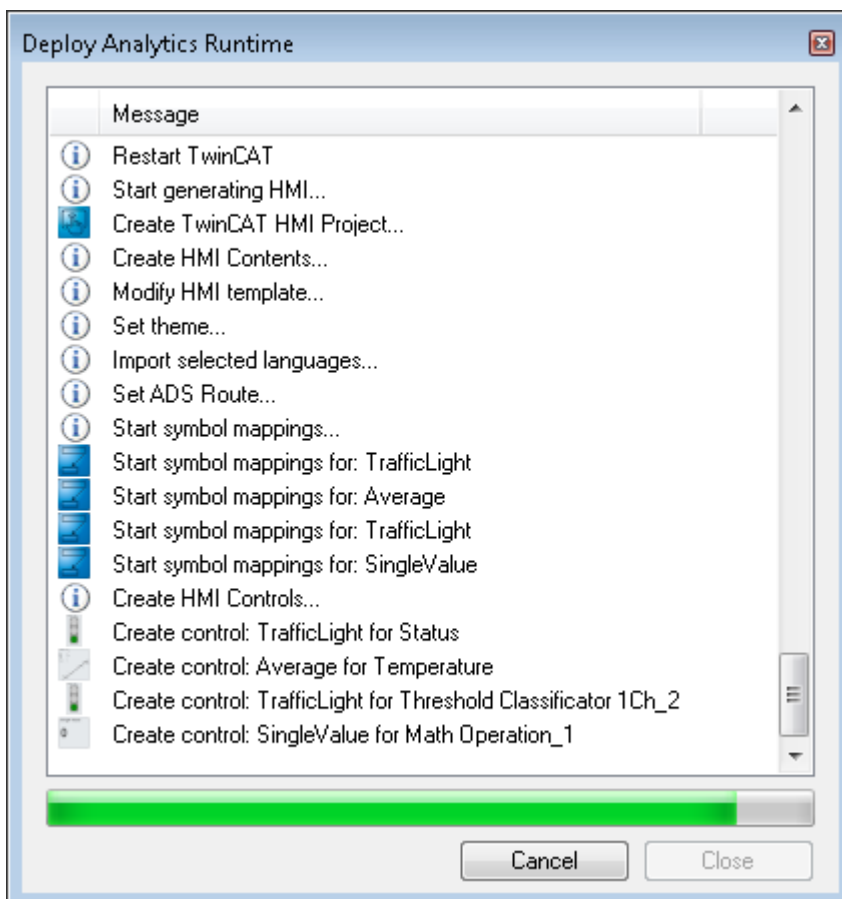 Deploy Analytics Runtime
Message
Restart TwinCAT
Start generating HMI...
Create TwinCAT HMI Project...
Create HMI Contents...
Modify HMI template...
Set theme...
Import selected languages...
Set ADS Route...
Start symbol mappings...
Start symbol mappings for: TrafficLight
Start symbol mappings for: Average
Start symbol mappings for: TrafficLight
Start symbol mappings for: SingleValue
Create HMI Controls...
Create control: TrafficLight for Status
Create control: Average for Temperature
Create control: TrafficLight for Threshold Classificator 1Ch_2
Create control: SingleValue for Math Operation_1
Cancel
Close